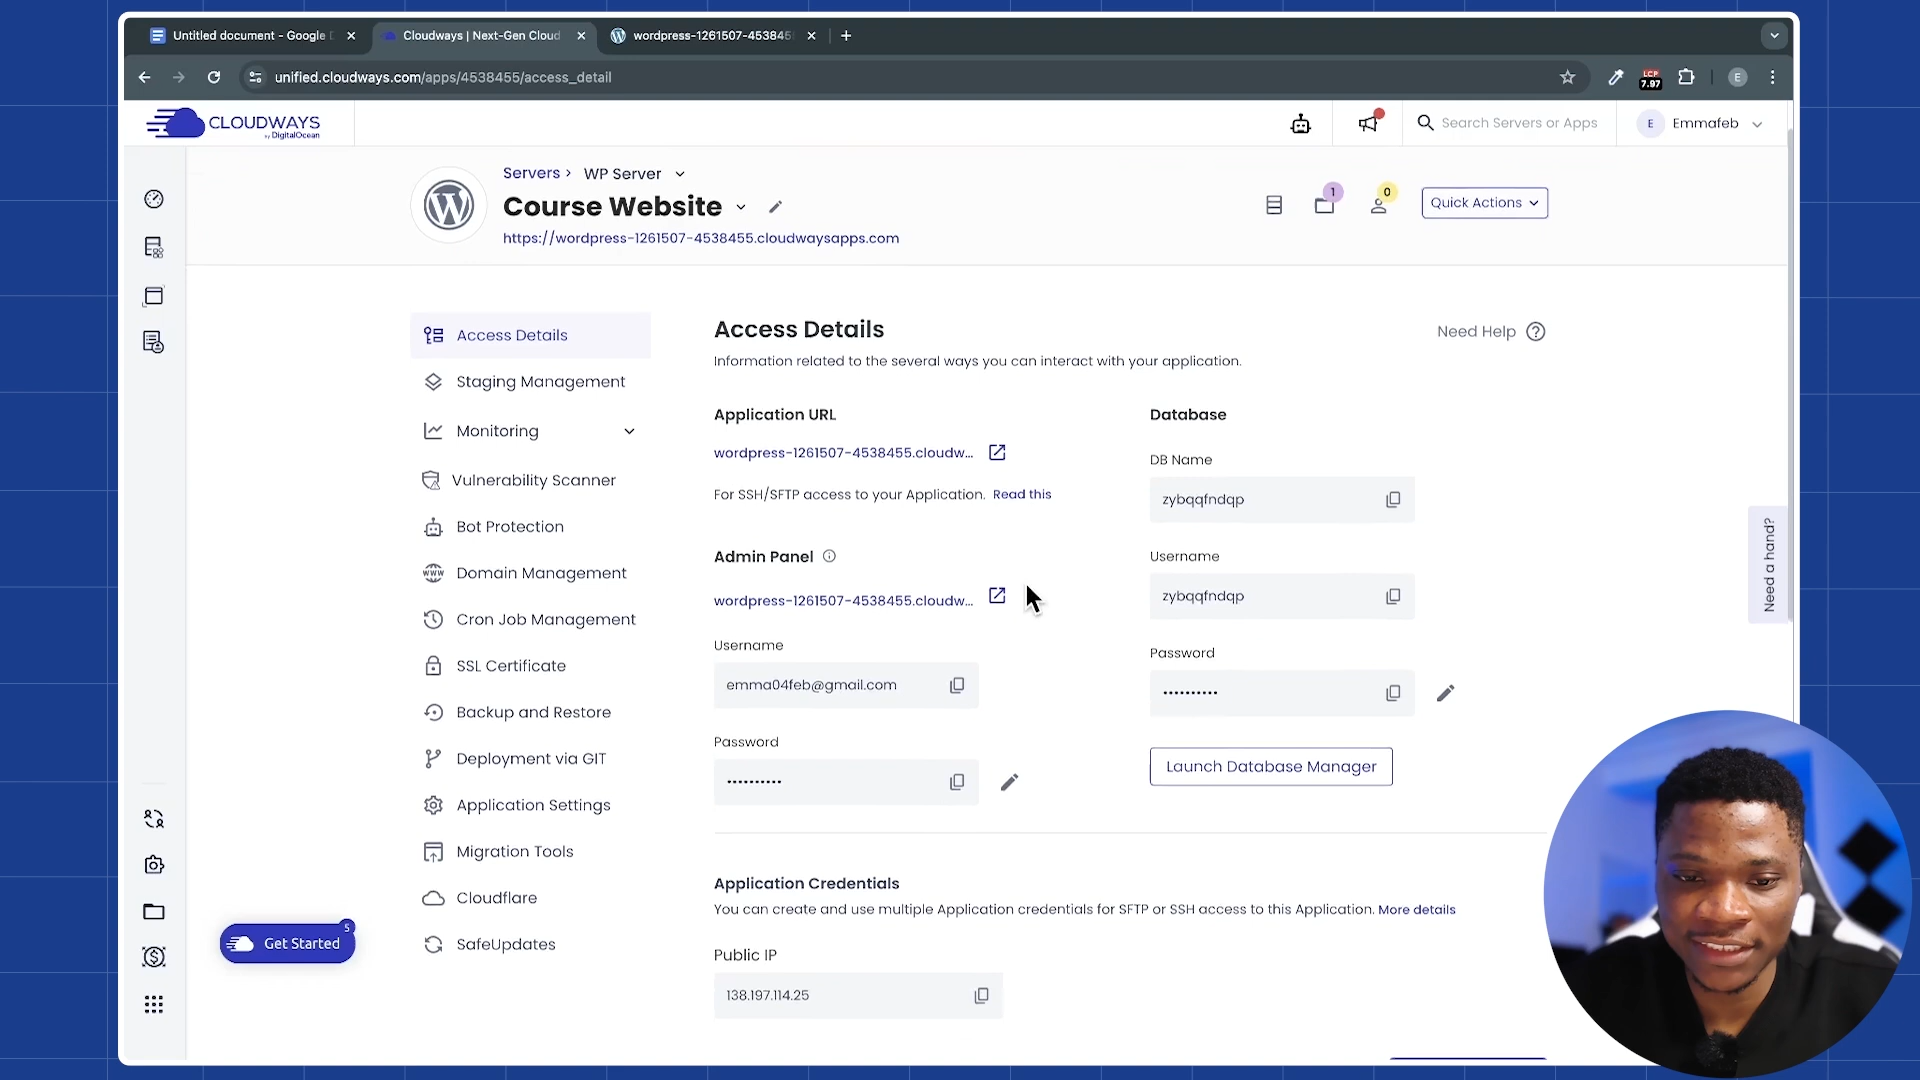 Untitled document - Google
Cloudways | Next-Gen Cloud
wordpress-1261507-453845
unified.cloudways.com/apps/4538455/access_detail
LCP
7.97
E
CLOUDWAYS
by DigitalOcean
Search Servers or Apps
E
Emmafeb
Servers >
WP Server
Course Website
https://wordpress-1261507-4538455.cloudwaysapps.com
1
0
Quick Actions
Access Details
Staging Management
Monitoring
Vulnerability Scanner
Bot Protection
Domain Management
Cron Job Management
SSL Certificate
Backup and Restore
Deployment via GIT
Application Settings
Migration Tools
Cloudflare
SafeUpdates
Access Details
Need Help
Information related to the several ways you can interact with your application.
Application URL
wordpress-1261507-4538455.cloudw...
For SSH/SFTP access to your Application. Read this
Admin Panel
wordpress-1261507-4538455.cloudw...
Username
emma04feb@gmail.com
Password
••••••••••
Database
DB Name
zybqqfndqp
Username
zybqqfndqp
Password
••••••••••
Launch Database Manager
Application Credentials
You can create and use multiple Application credentials for SFTP or SSH access to this Application. More details
Public IP
138.197.114.25
Need a hand?
Get Started
5